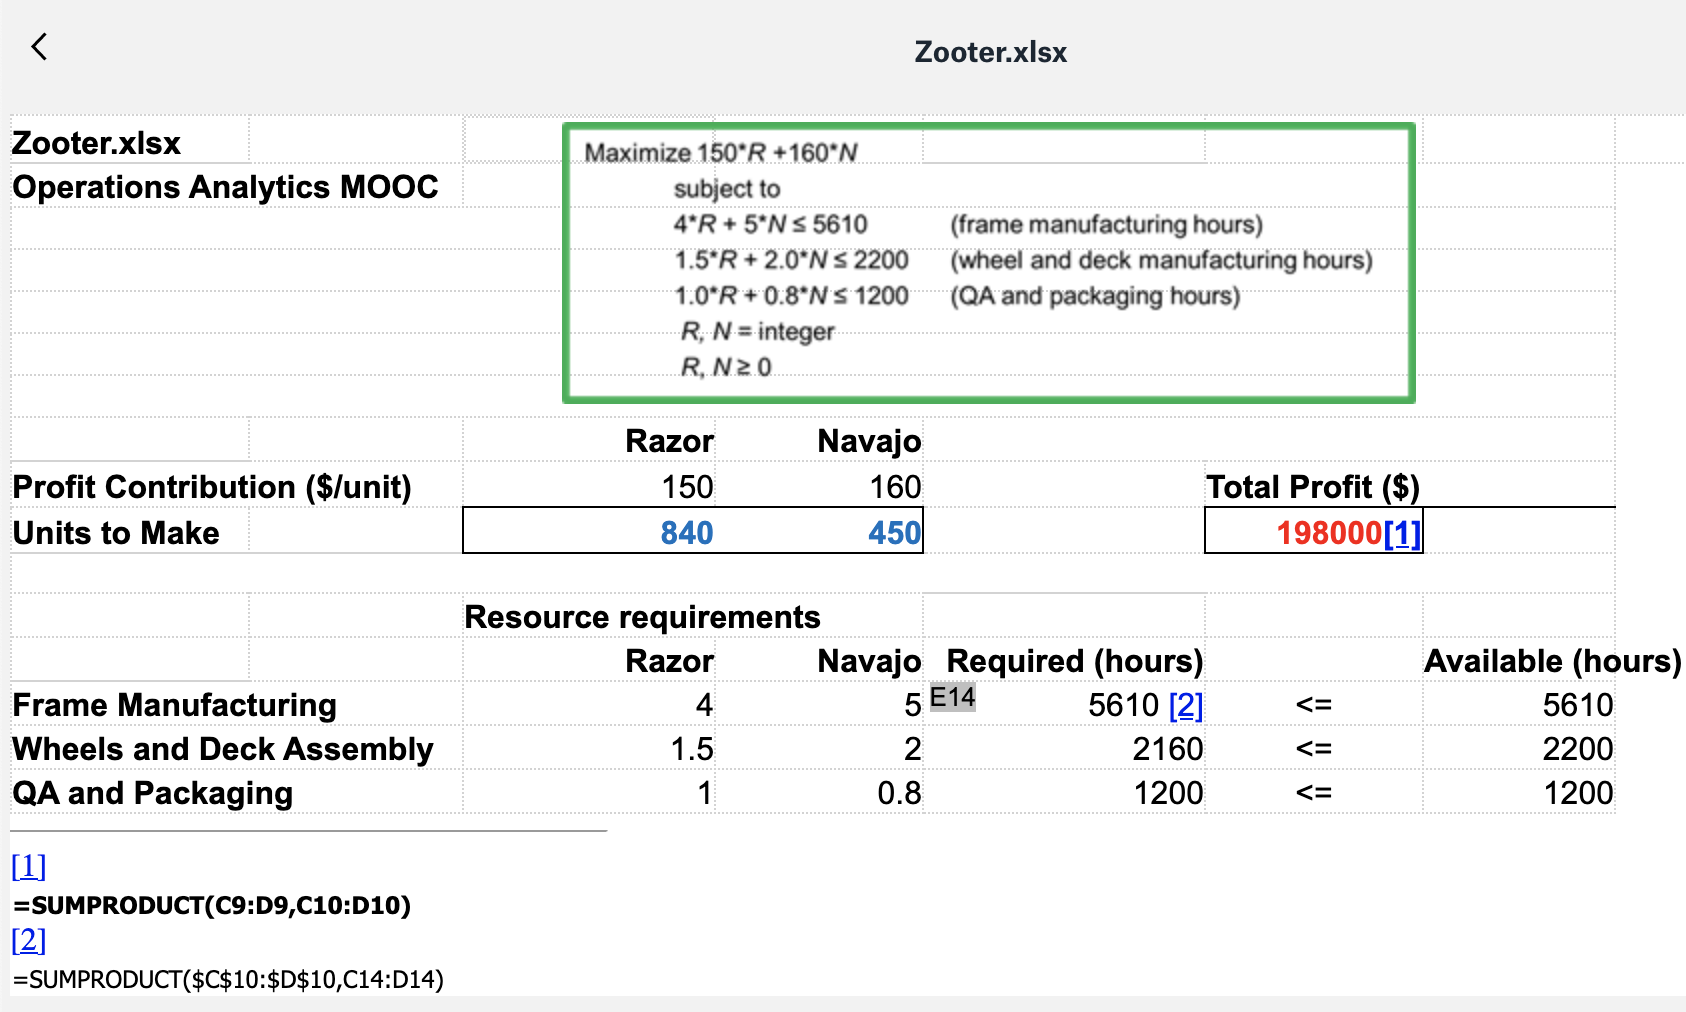 Zooter.xlsx
Zooter.xlsx
Operations Analytics MOOC
Maximize 150*R +160*N
subject to
4*R + 5*N ≤ 5610 (frame manufacturing hours)
1.5*R + 2.0*N ≤ 2200 (wheel and deck manufacturing hours)
1.0*R + 0.8*N ≤ 1200 (QA and packaging hours)
R, N = integer
R, N ≥ 0
Razor Navajo
Profit Contribution ($/unit) 150 160 Total Profit ($)
Units to Make 840 450 198000[1]
Resource requirements
Razor Navajo Required (hours) Available (hours)
Frame Manufacturing 4 5 E14 5610 [2] <= 5610
Wheels and Deck Assembly 1.5 2 2160 <= 2200
QA and Packaging 1 0.8 1200 <= 1200
[1]
=SUMPRODUCT(C9:D9,C10:D10)
[2]
=SUMPRODUCT($C$10:$D$10,C14:D14)